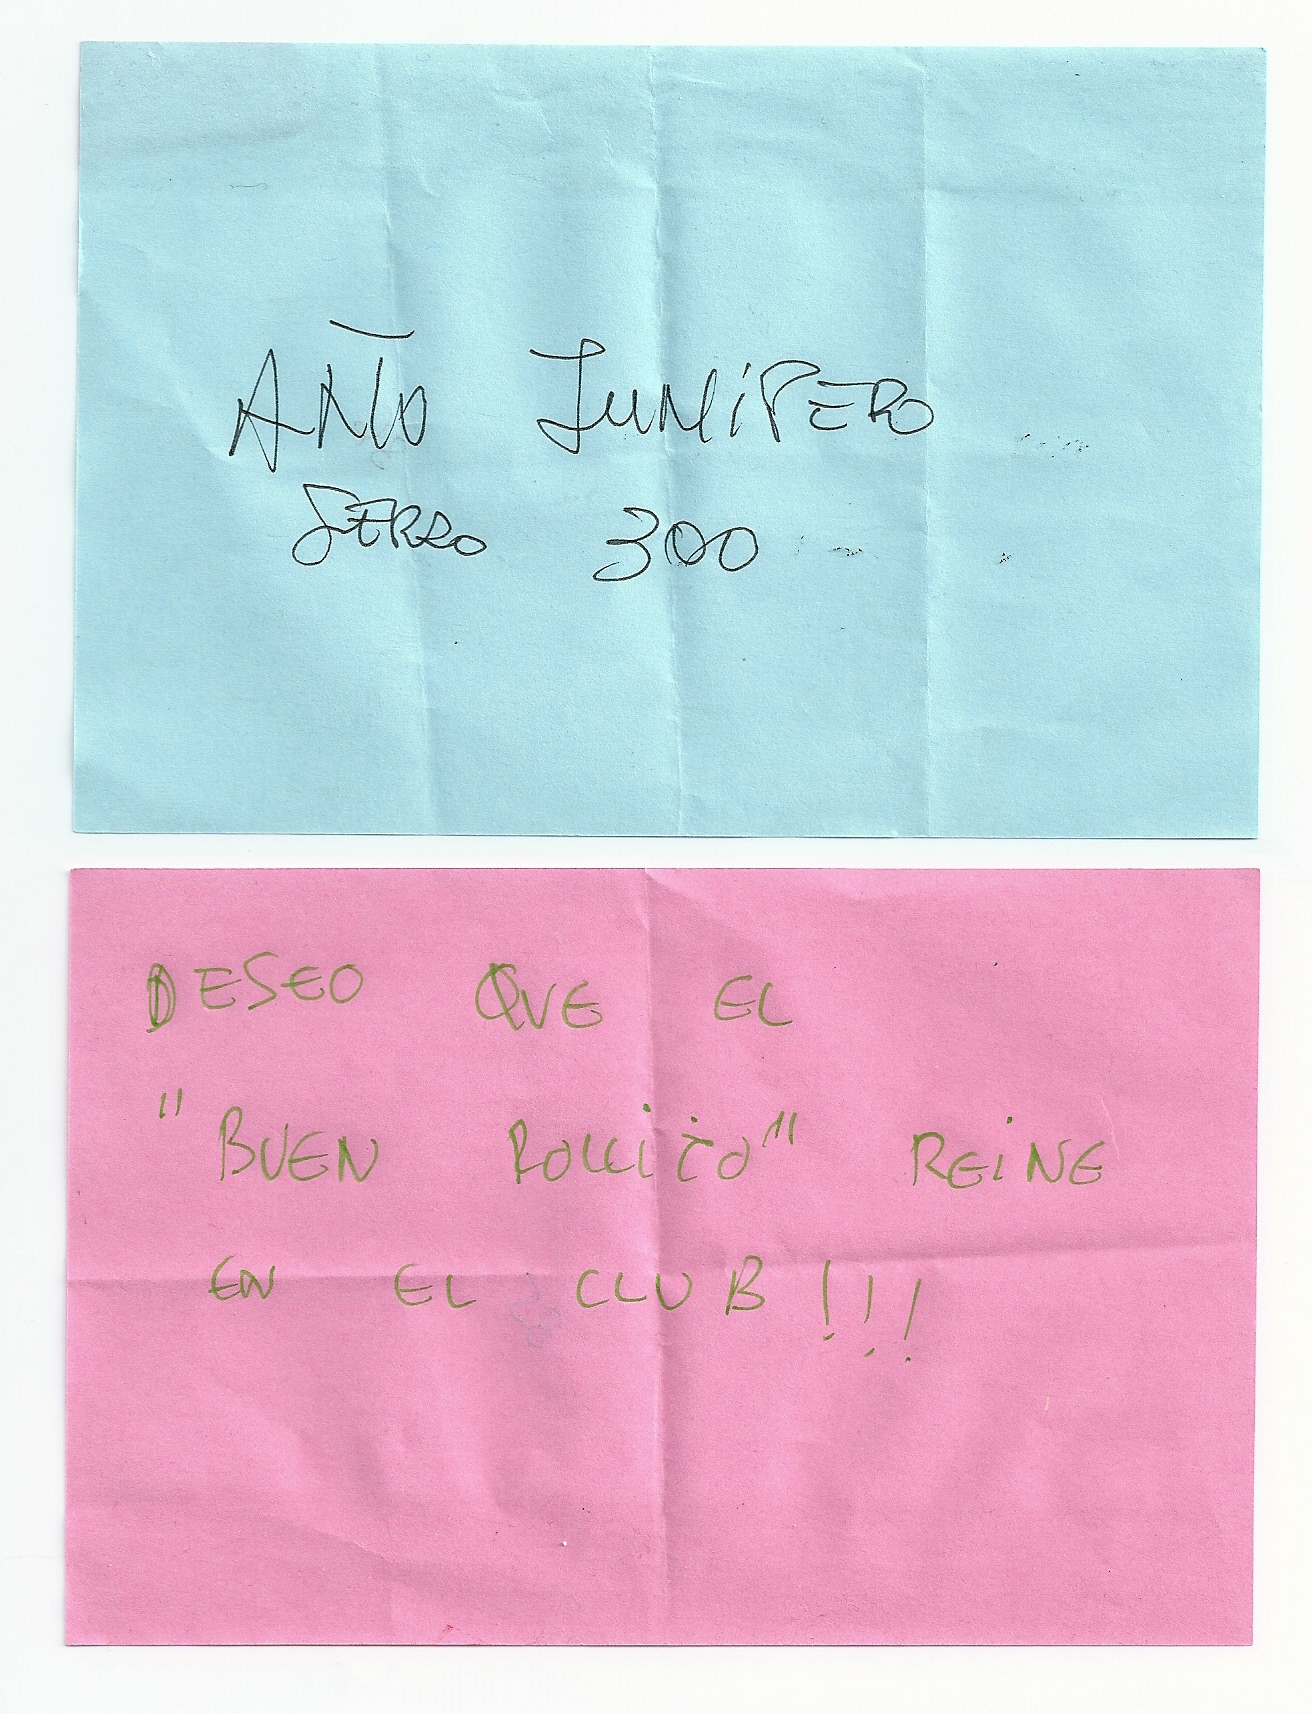 AÑO JUNIPERO
SERRO 300
DESEO QUE EL
"BUEN ROLLITO" REINE
EN EL CLUB!!!